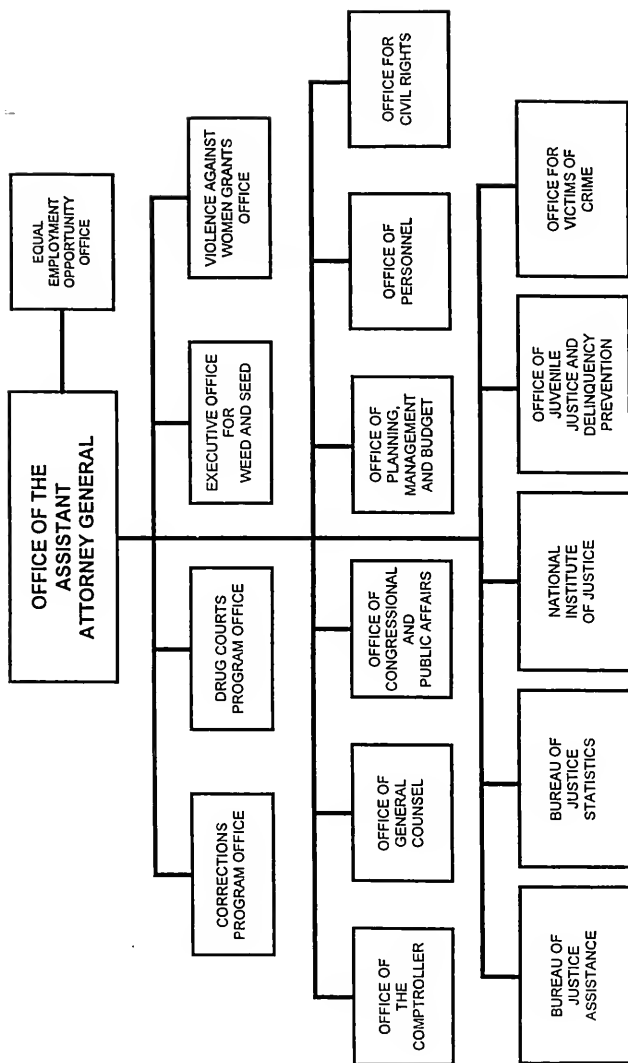 OFFICE OF THE
ASSISTANT
ATTORNEY GENERAL
EQUAL
EMPLOYMENT
OPPORTUNITY
OFFICE
CORRECTIONS
PROGRAM OFFICE
DRUG COURTS
PROGRAM OFFICE
EXECUTIVE OFFICE
FOR
WEED AND SEED
VIOLENCE AGAINST
WOMEN GRANTS
OFFICE
OFFICE OF
THE
COMPTROLLER
OFFICE OF
GENERAL
COUNSEL
OFFICE OF
CONGRESSIONAL
AND
PUBLIC AFFAIRS
OFFICE OF
PLANNING,
MANAGEMENT
AND BUDGET
OFFICE OF
PERSONNEL
OFFICE FOR
CIVIL RIGHTS
BUREAU OF
JUSTICE
ASSISTANCE
BUREAU OF
JUSTICE
STATISTICS
NATIONAL
INSTITUTE
OF JUSTICE
OFFICE OF
JUVENILE
JUSTICE AND
DELINQUENCY
PREVENTION
OFFICE FOR
VICTIMS OF
CRIME